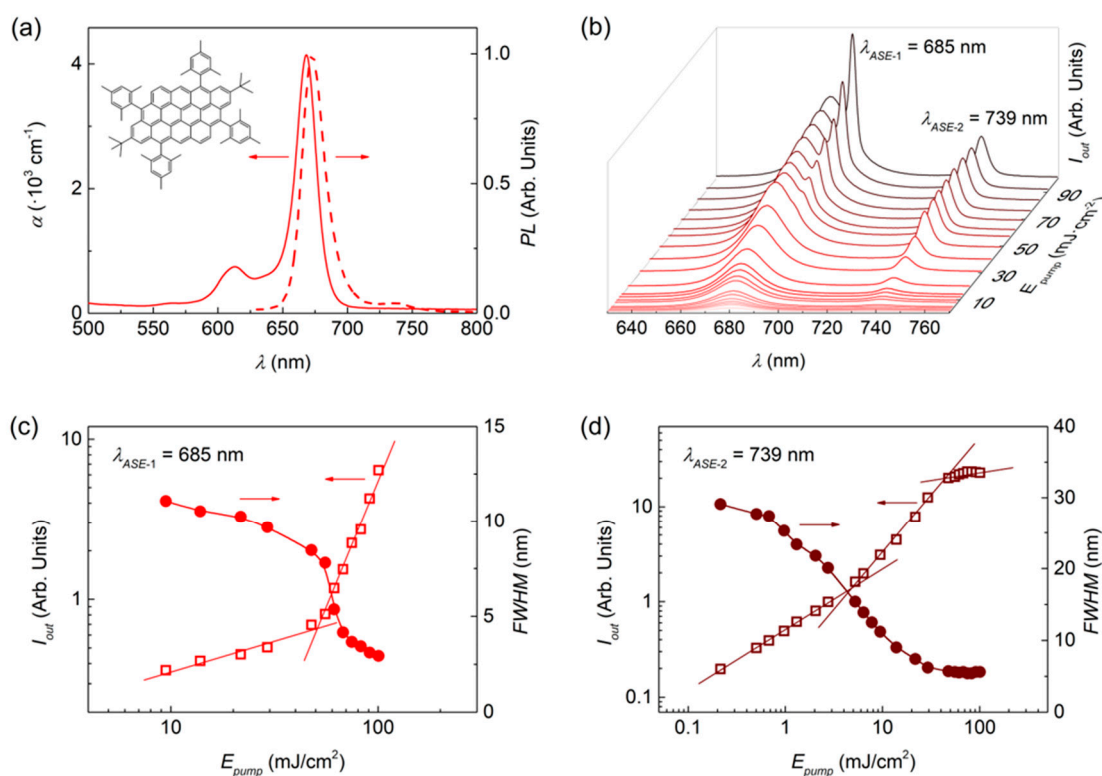 (a)
4
2
0
α (·10³ cm⁻¹)
1.0
0.5
0.0
PL (Arb. Units)
500 550 600 650 700 750 800
λ (nm)
(b)
λASE-1 = 685 nm
λASE-2 = 739 nm
Iout (Arb. Units)
90
70
50
30
10
Epump (mJ·cm⁻²)
640 660 680 700 720 740 760
λ (nm)
(c)
λASE-1 = 685 nm
10
1
Iout (Arb. Units)
15
10
5
0
FWHM (nm)
10 100
Epump (mJ/cm²)
(d)
λASE-2 = 739 nm
10
1
0.1
Iout (Arb. Units)
40
30
20
10
0
FWHM (nm)
0.1 1 10 100
Epump (mJ/cm²)